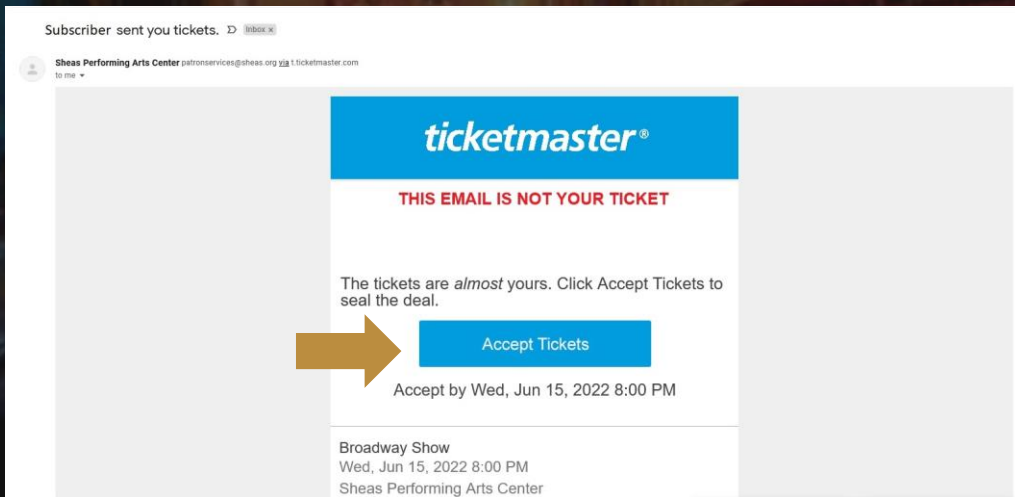 Subscriber sent you tickets. Inbox x
Sheas Performing Arts Center patronservices@sheas.org via t.ticketmaster.com
to me
ticketmaster®
THIS EMAIL IS NOT YOUR TICKET
The tickets are almost yours. Click Accept Tickets to
seal the deal.
Accept Tickets
Accept by Wed, Jun 15, 2022 8:00 PM
Broadway Show
Wed, Jun 15, 2022 8:00 PM
Sheas Performing Arts Center